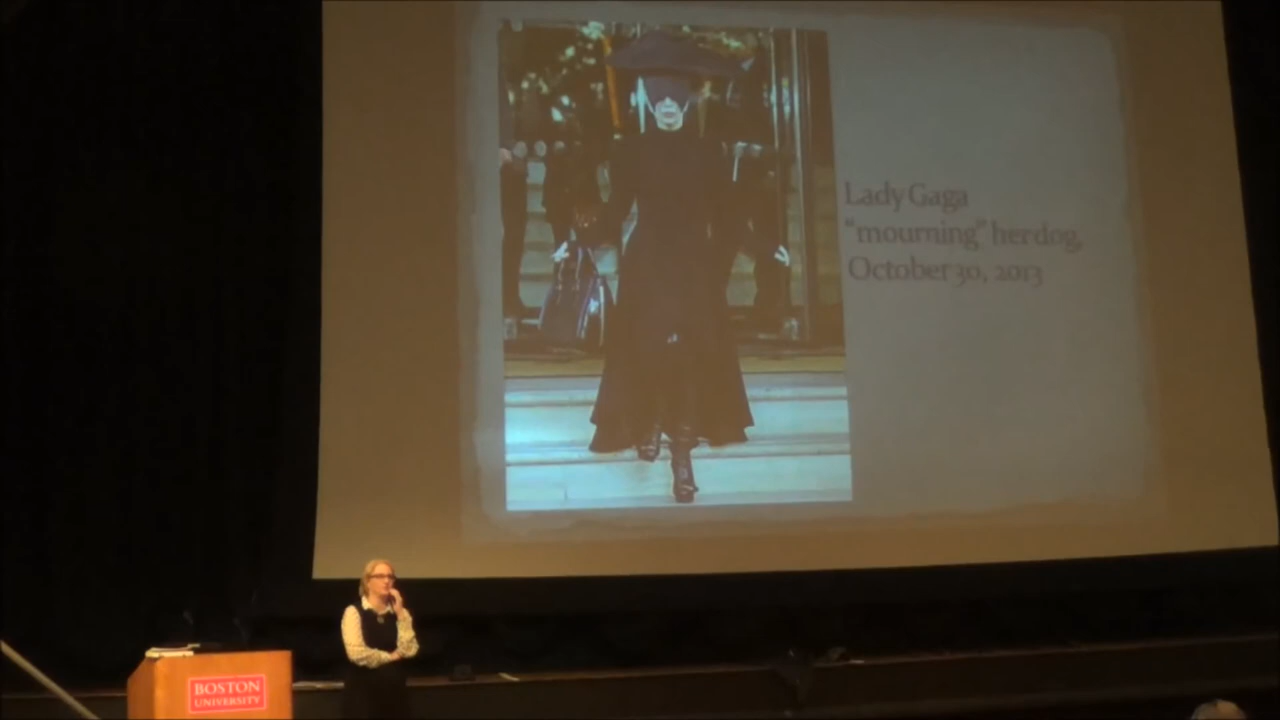 Lady Gaga
“mourning” her dog,
October 30, 2013
BOSTON
UNIVERSITY